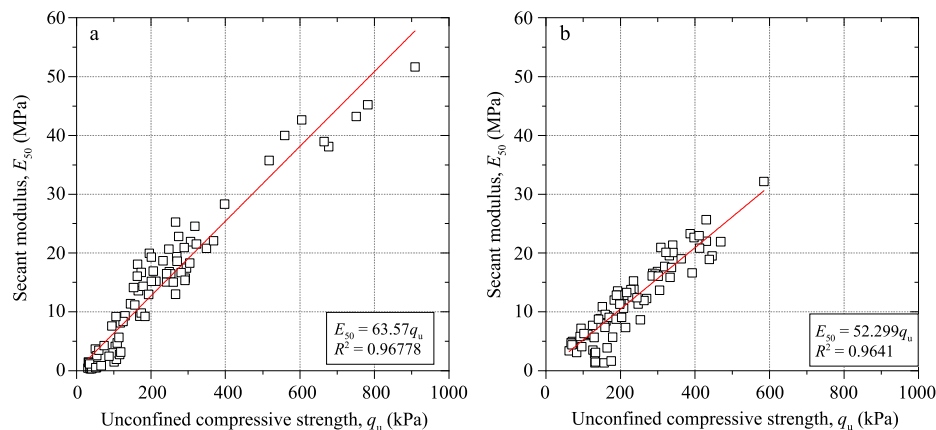 a
60
50
40
30
20
10
0
Secant modulus, E50 (MPa)
0 200 400 600 800 1000
Unconfined compressive strength, qu (kPa)
E50 = 63.57qu
R2 = 0.96778
b
60
50
40
30
20
10
0
Secant modulus, E50 (MPa)
0 200 400 600 800 1000
Unconfined compressive strength, qu (kPa)
E50 = 52.299qu
R2 = 0.9641